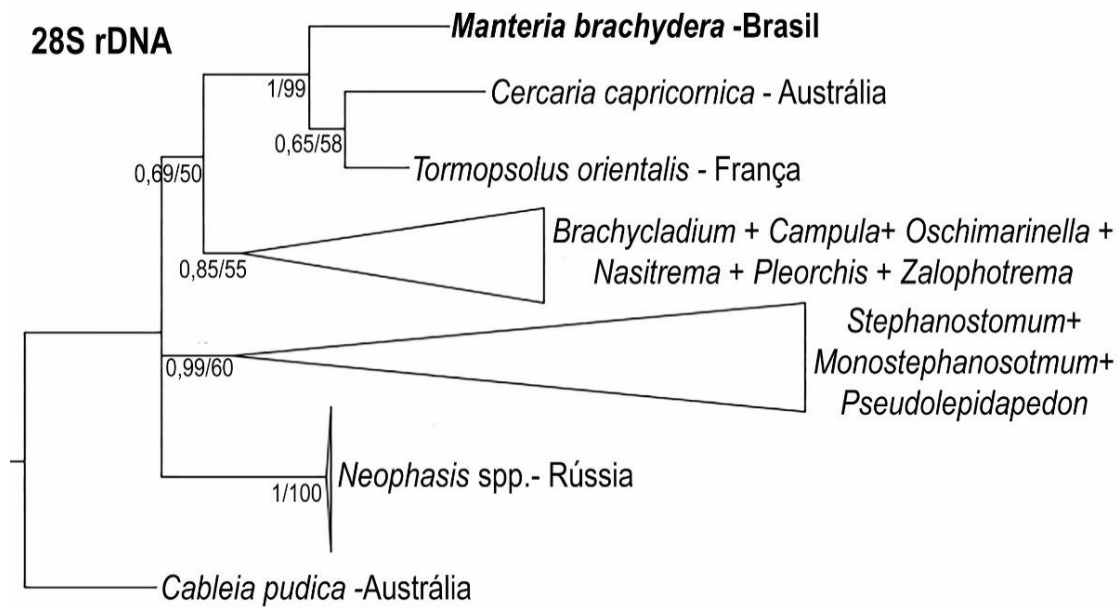 28S rDNA
Manteria brachydera -Brasil
1/99
Cercaria capricornica - Austrália
0,65/58
0,69/50
Tormopsolus orientalis - França
Brachycladium + Campula+ Oschimarinella +
Nasitrema + Pleorchis + Zalophotrema
0,85/55
Stephanostomum+
0,99/60
Monostephanosotmum+
Pseudolepidapedon
Neophasis spp.- Rússia
1/100
Cableia pudica -Austrália